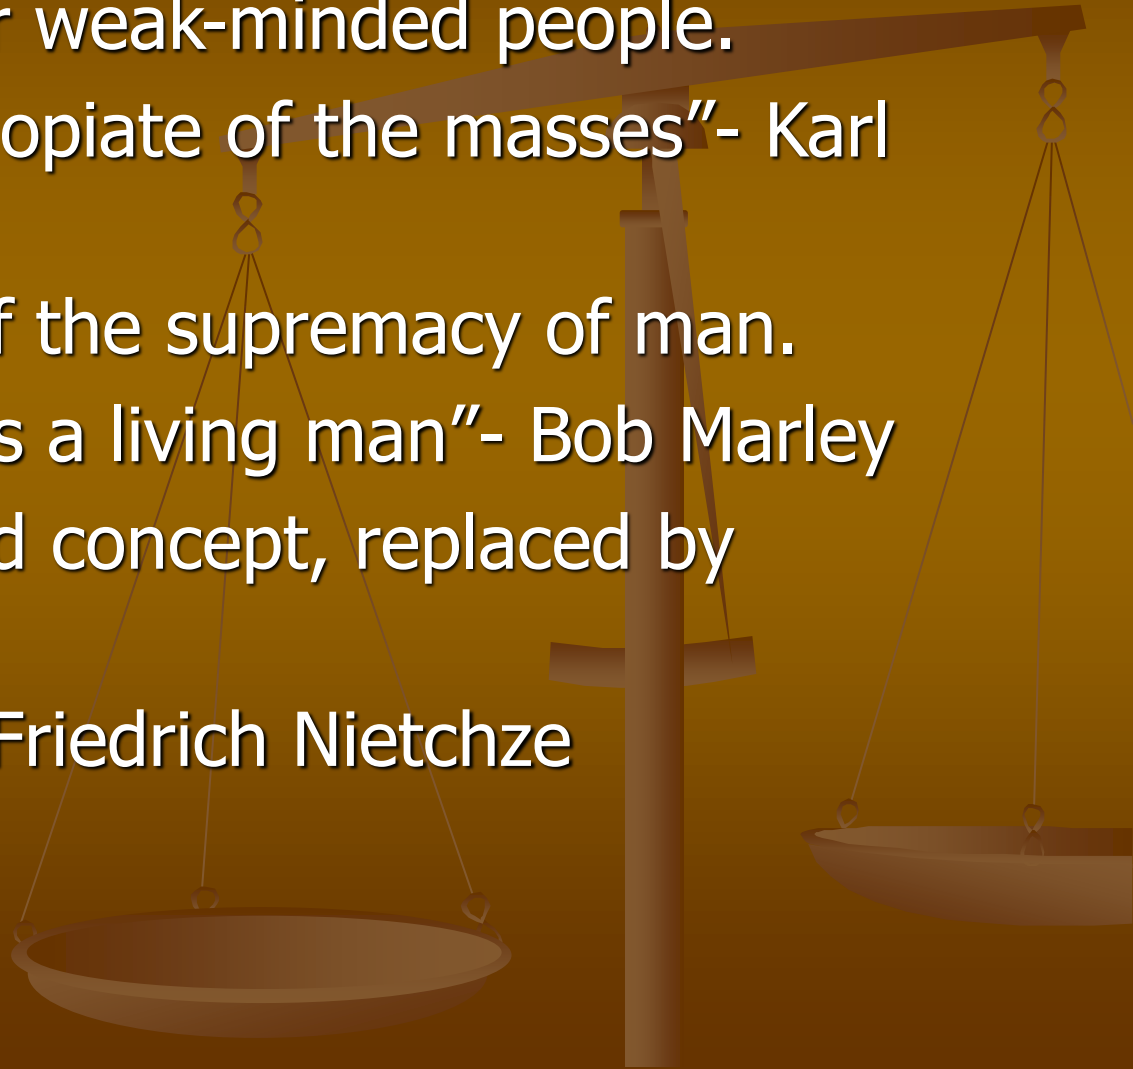 weak-minded people.
opiate of the masses”- Karl
the supremacy of man.
a living man”- Bob Marley
concept, replaced by
Friedrich Nietchze